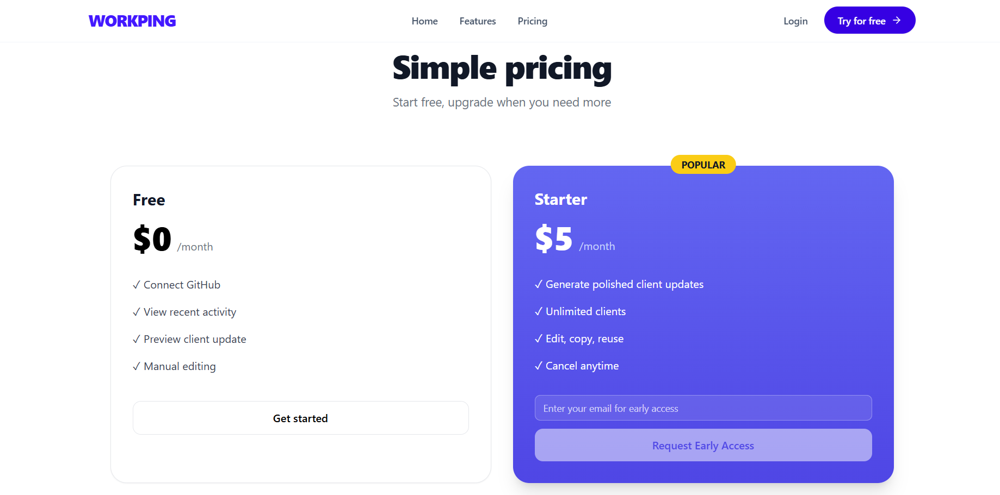 WORKPING
Home
Features
Pricing
Login
Try for free →
Simple pricing
Start free, upgrade when you need more
Free
$0 /month
✓ Connect GitHub
✓ View recent activity
✓ Preview client update
✓ Manual editing
Get started
POPULAR
Starter
$5 /month
✓ Generate polished client updates
✓ Unlimited clients
✓ Edit, copy, reuse
✓ Cancel anytime
Enter your email for early access
Request Early Access